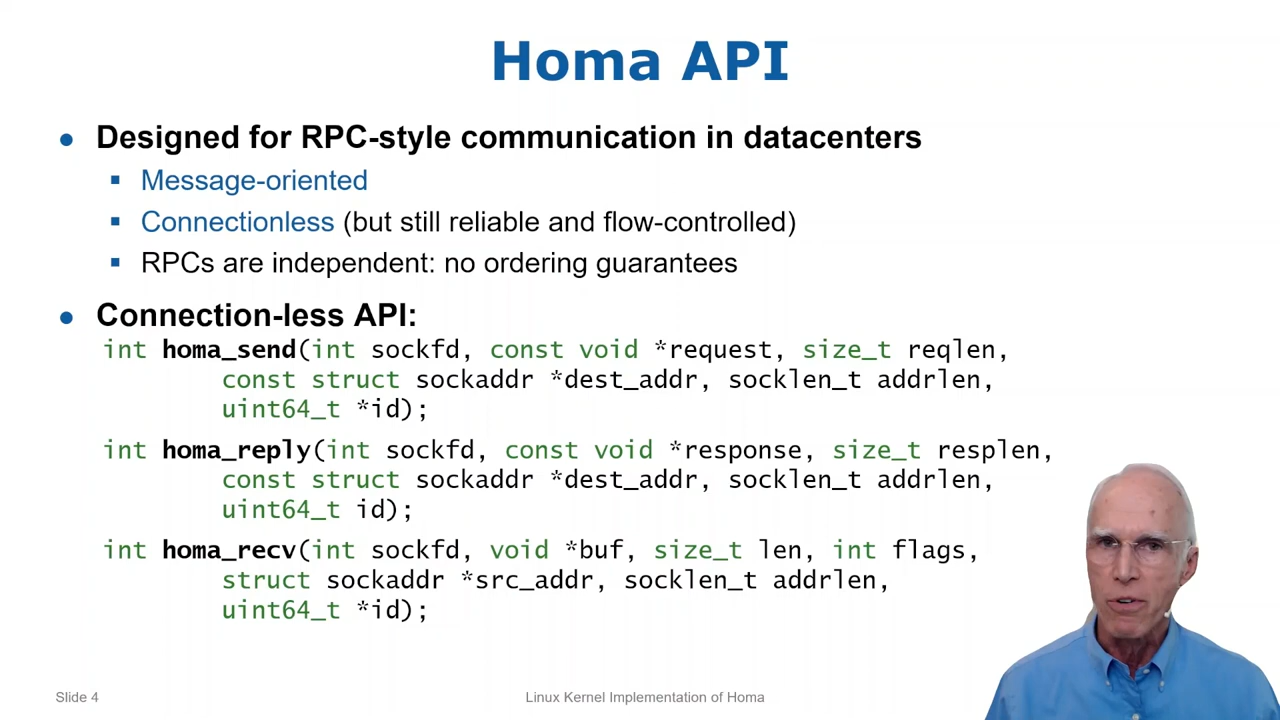 Homa API
● Designed for RPC-style communication in datacenters
▪ Message-oriented
▪ Connectionless (but still reliable and flow-controlled)
▪ RPCs are independent: no ordering guarantees
● Connection-less API:
int homa_send(int sockfd, const void *request, size_t reqlen,
const struct sockaddr *dest_addr, socklen_t addrlen,
uint64_t *id);
int homa_reply(int sockfd, const void *response, size_t resplen,
const struct sockaddr *dest_addr, socklen_t addrlen,
uint64_t id);
int homa_recv(int sockfd, void *buf, size_t len, int flags,
struct sockaddr *src_addr, socklen_t addrlen,
uint64_t *id);
Slide 4
Linux Kernel Implementation of Homa